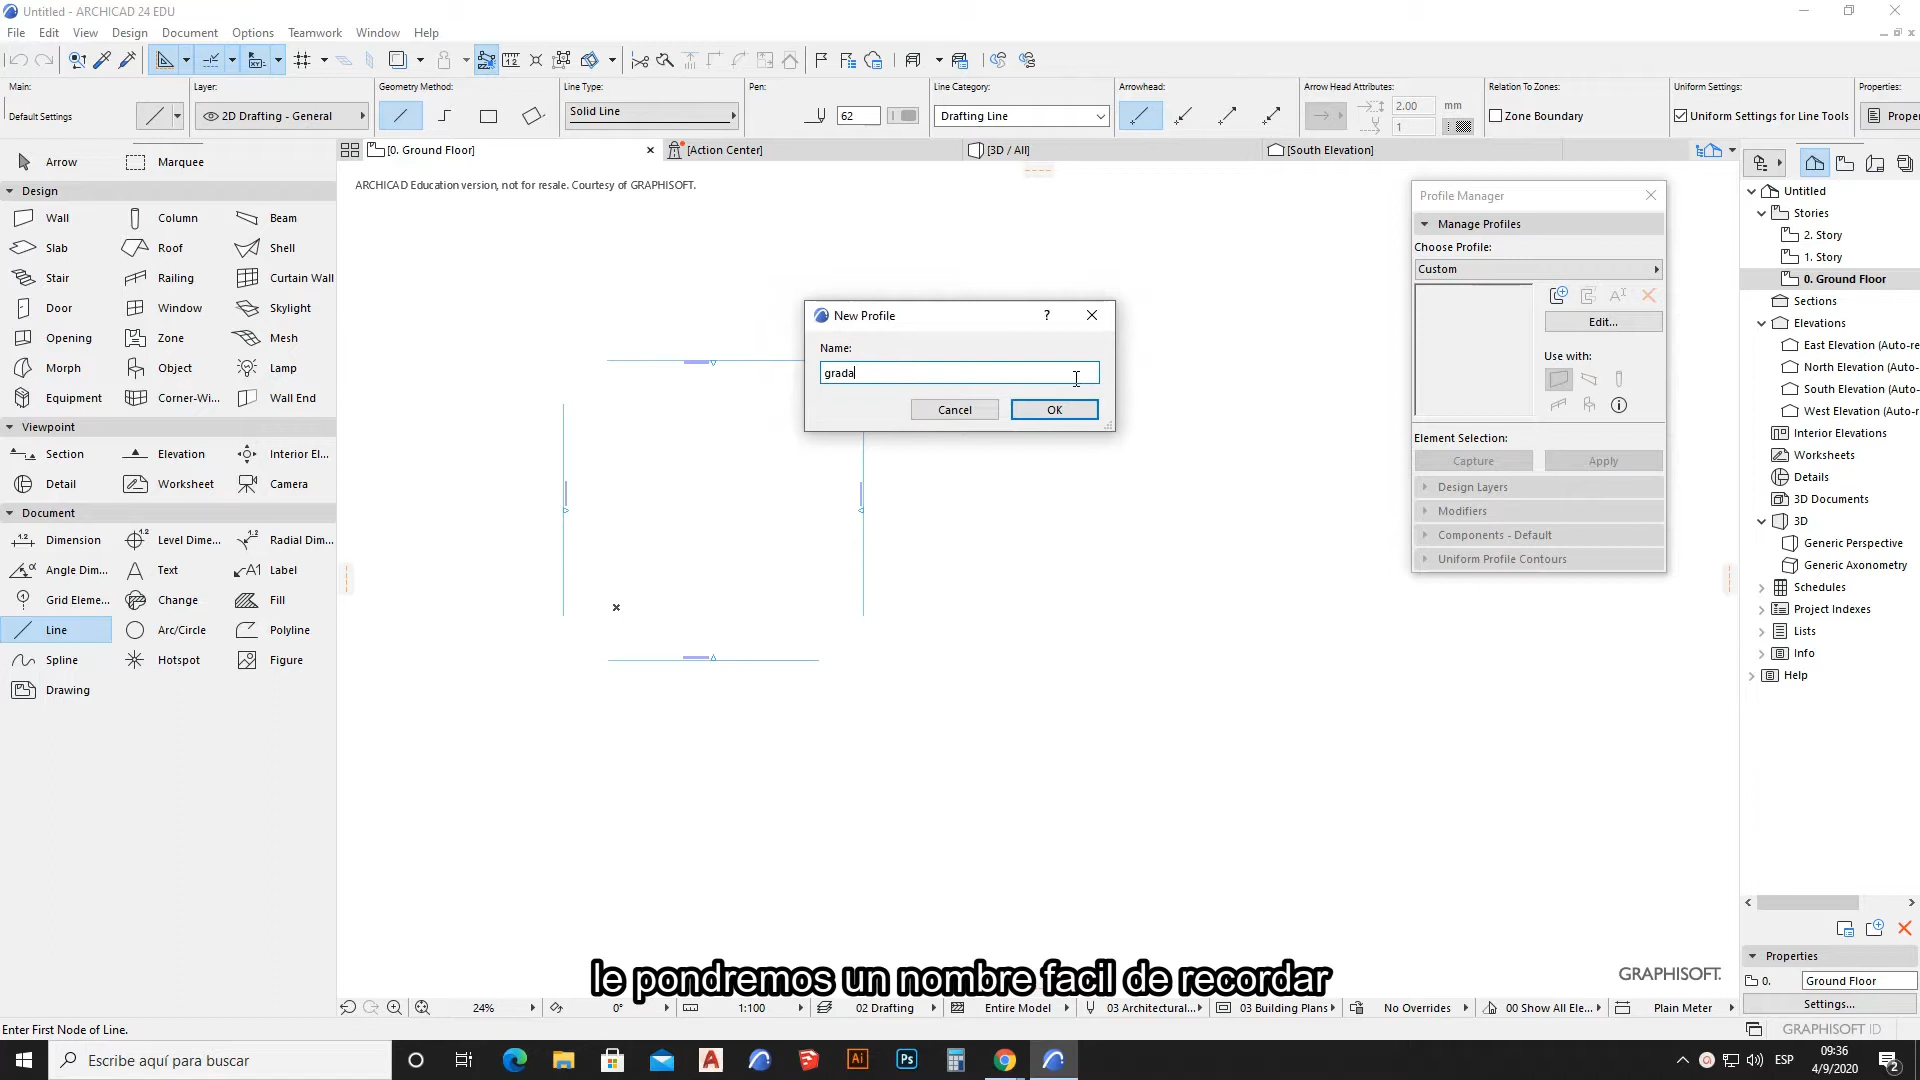 Untitled - ARCHICAD 24 EDU
File Edit View Design Document Options Teamwork Window Help
Main: Layer: Geometry Method: Line Type: Pen: Line Category: Arrowhead: Arrow Head Attributes: Relation To Zones: Uniform Settings: Properties:
Default Settings 2D Drafting - General Solid Line 62 Drafting Line 2.00 mm 1 Zone Boundary Uniform Settings for Line Tools Proper
[0. Ground Floor] [Action Center] [3D / All] [South Elevation]
ARCHICAD Education version, not for resale. Courtesy of GRAPHISOFT.
Arrow Marquee
Design
Wall Column Beam
Slab Roof Shell
Stair Railing Curtain Wall
Door Window Skylight
Opening Zone Mesh
Morph Object Lamp
Equipment Corner-Wi... Wall End
Viewpoint
Section Elevation Interior El...
Detail Worksheet Camera
Document
Dimension Level Dime... Radial Dim...
Angle Dim... Text Label
Grid Eleme... Change Fill
Line Arc/Circle Polyline
Spline Hotspot Figure
Drawing
New Profile
Name:
grada
Cancel OK
Profile Manager
Manage Profiles
Choose Profile:
Custom
Edit...
Use with:
Element Selection:
Capture Apply
Design Layers
Modifiers
Components - Default
Uniform Profile Contours
Untitled
Stories
2. Story
1. Story
0. Ground Floor
Sections
Elevations
East Elevation (Auto-re
North Elevation (Auto-
South Elevation (Auto-
West Elevation (Auto-r
Interior Elevations
Worksheets
Details
3D Documents
3D
Generic Perspective
Generic Axonometry
Schedules
Project Indexes
Lists
Info
Help
Properties
0. Ground Floor
Settings...
GRAPHISOFT.
le pondremos un nombre facil de recordar
24% 0° 1:100 02 Drafting Entire Model 03 Architectural... 03 Building Plans No Overrides 00 Show All Ele... Plain Meter
Enter First Node of Line.
GRAPHISOFT ID
Escribe aquí para buscar
ESP
09:36
4/9/2020
2